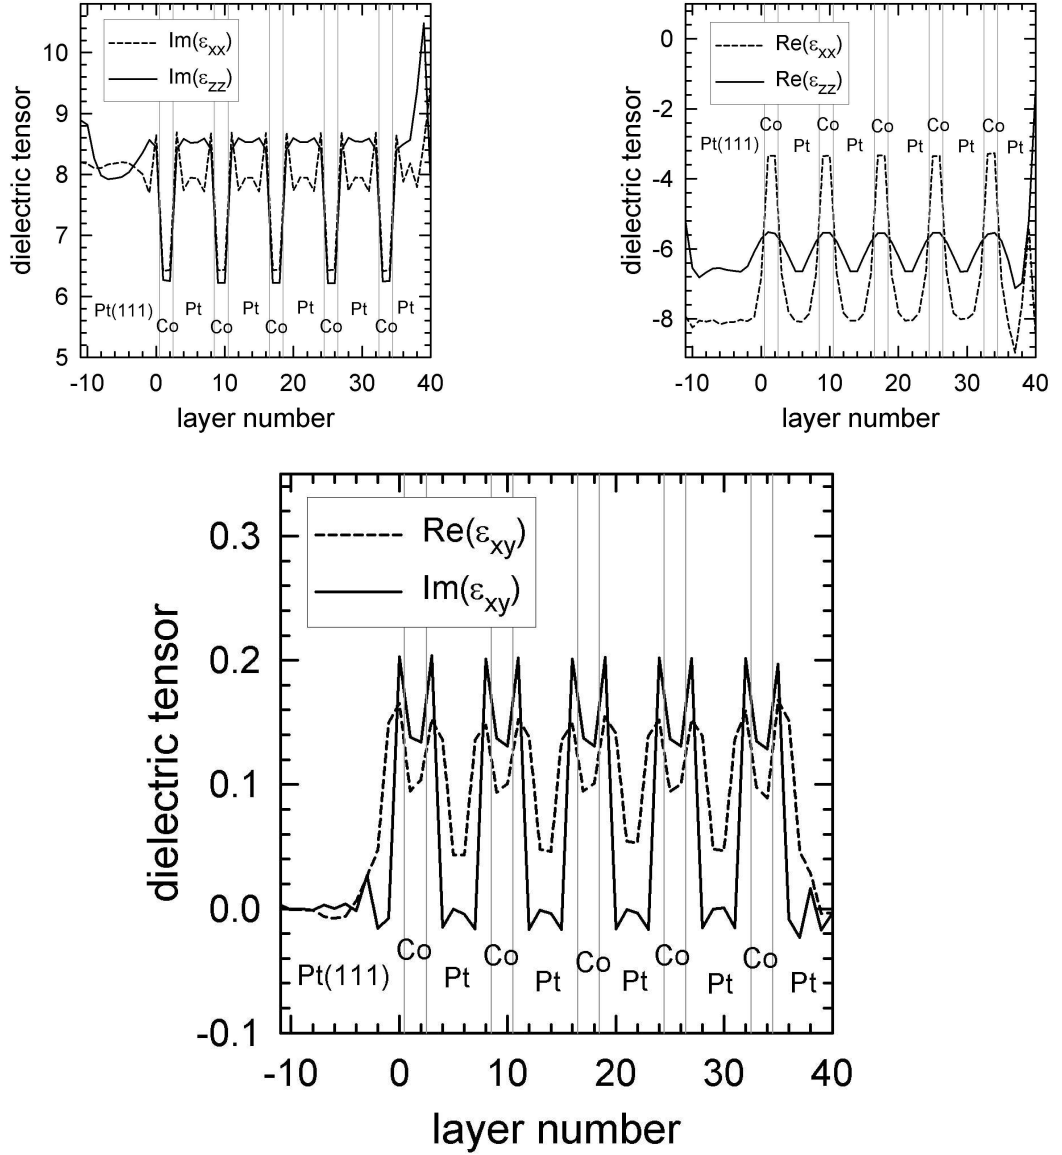 Im(εxx)
Im(εzz)
dielectric tensor
10
9
8
7
6
5
Pt(111)
Co
Pt
Co
Pt
Co
Pt
Co
Pt
Co
Pt
-10 0 10 20 30 40
layer number
Re(εxx)
Re(εzz)
dielectric tensor
0
-2
-4
-6
-8
Pt(111)
Co
Pt
Co
Pt
Co
Pt
Co
Pt
Co
Pt
-10 0 10 20 30 40
layer number
Re(εxy)
Im(εxy)
dielectric tensor
0.3
0.2
0.1
0.0
-0.1
Pt(111)
Co
Pt
Co
Pt
Co
Pt
Co
Pt
Co
Pt
-10 0 10 20 30 40
layer number